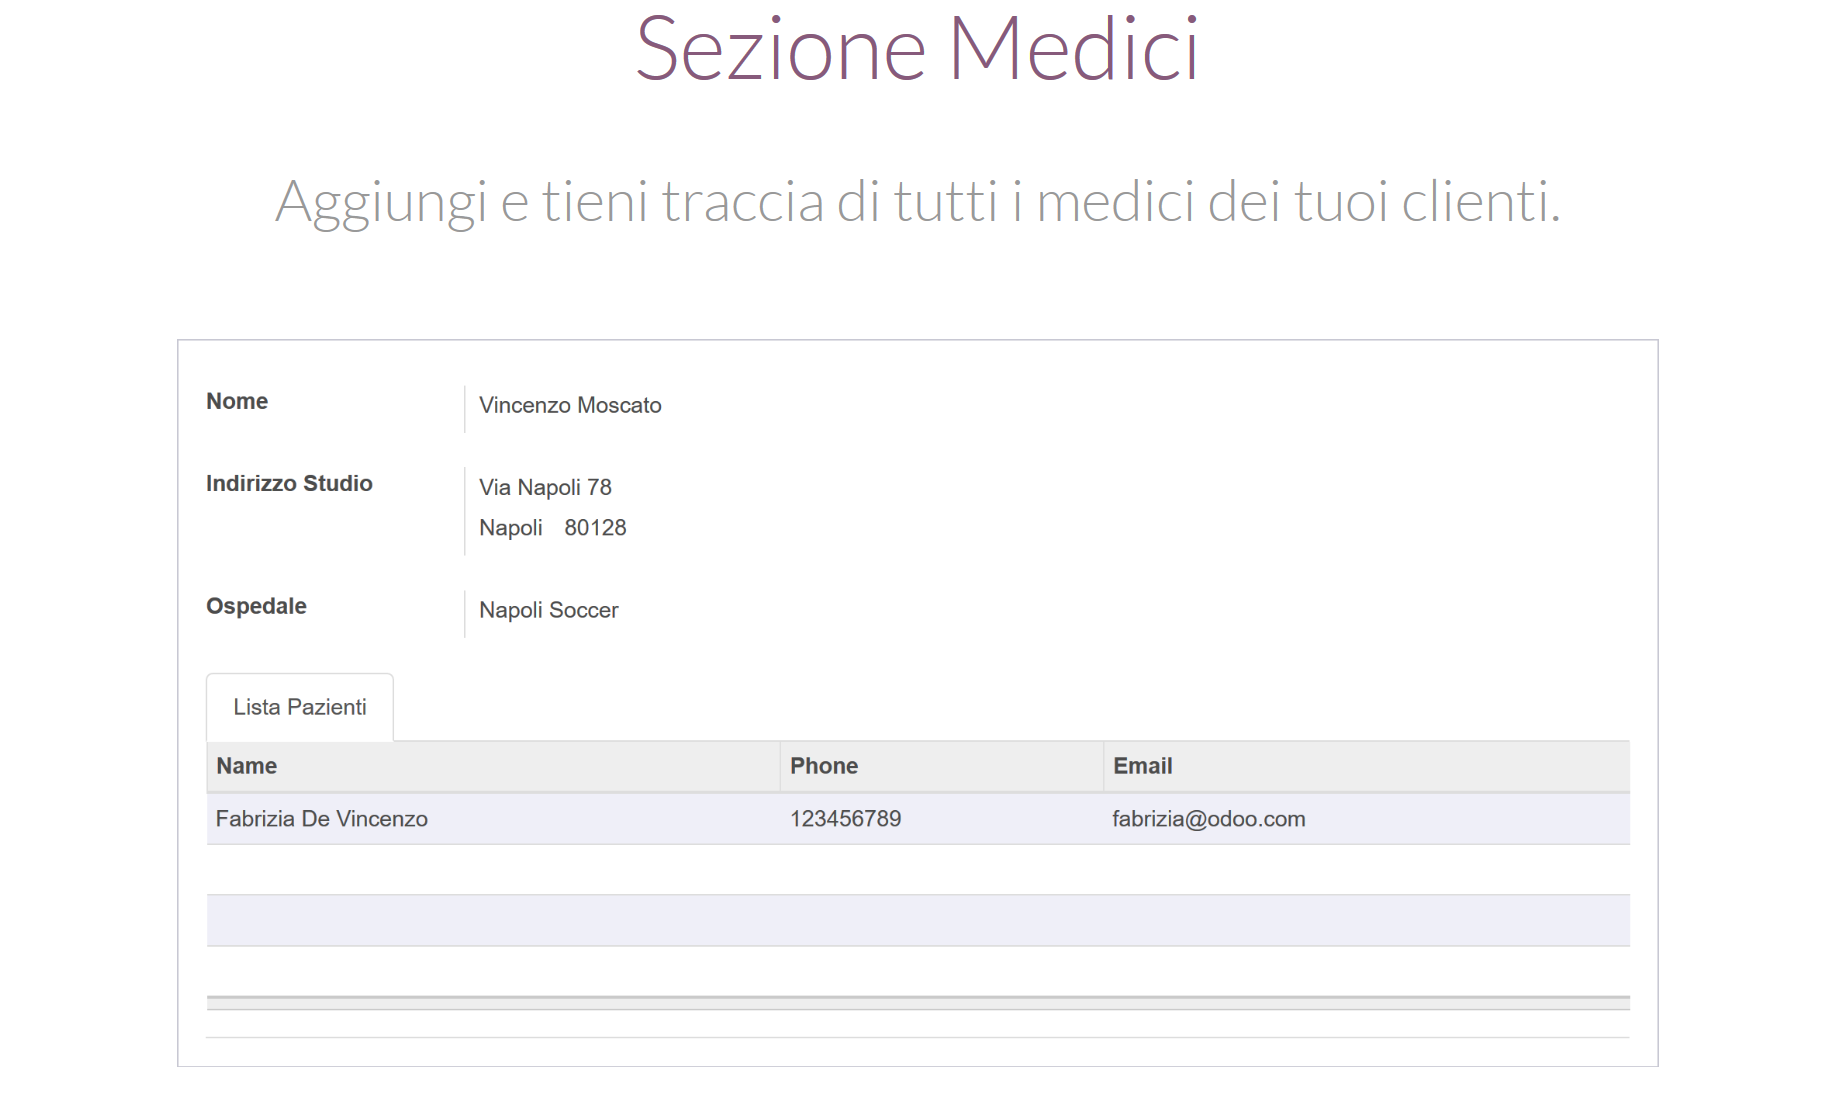 Sezione Medici
Aggiungi e tieni traccia di tutti i medici dei tuoi clienti.
Nome Vincenzo Moscato
Indirizzo Studio Via Napoli 78
Napoli 80128
Ospedale Napoli Soccer
Lista Pazienti
Name Phone Email
Fabrizia De Vincenzo 123456789 fabrizia@odoo.com